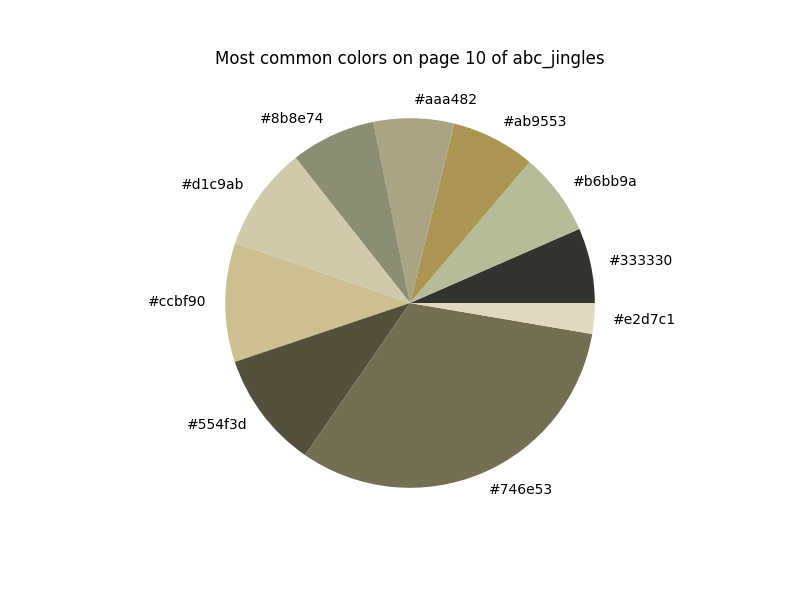 Most common colors on page 10 of abc_jingles
#aaa482
#8b8e74
#ab9553
#d1c9ab
#b6bb9a
#333330
#ccbf90
#e2d7c1
#554f3d
#746e53